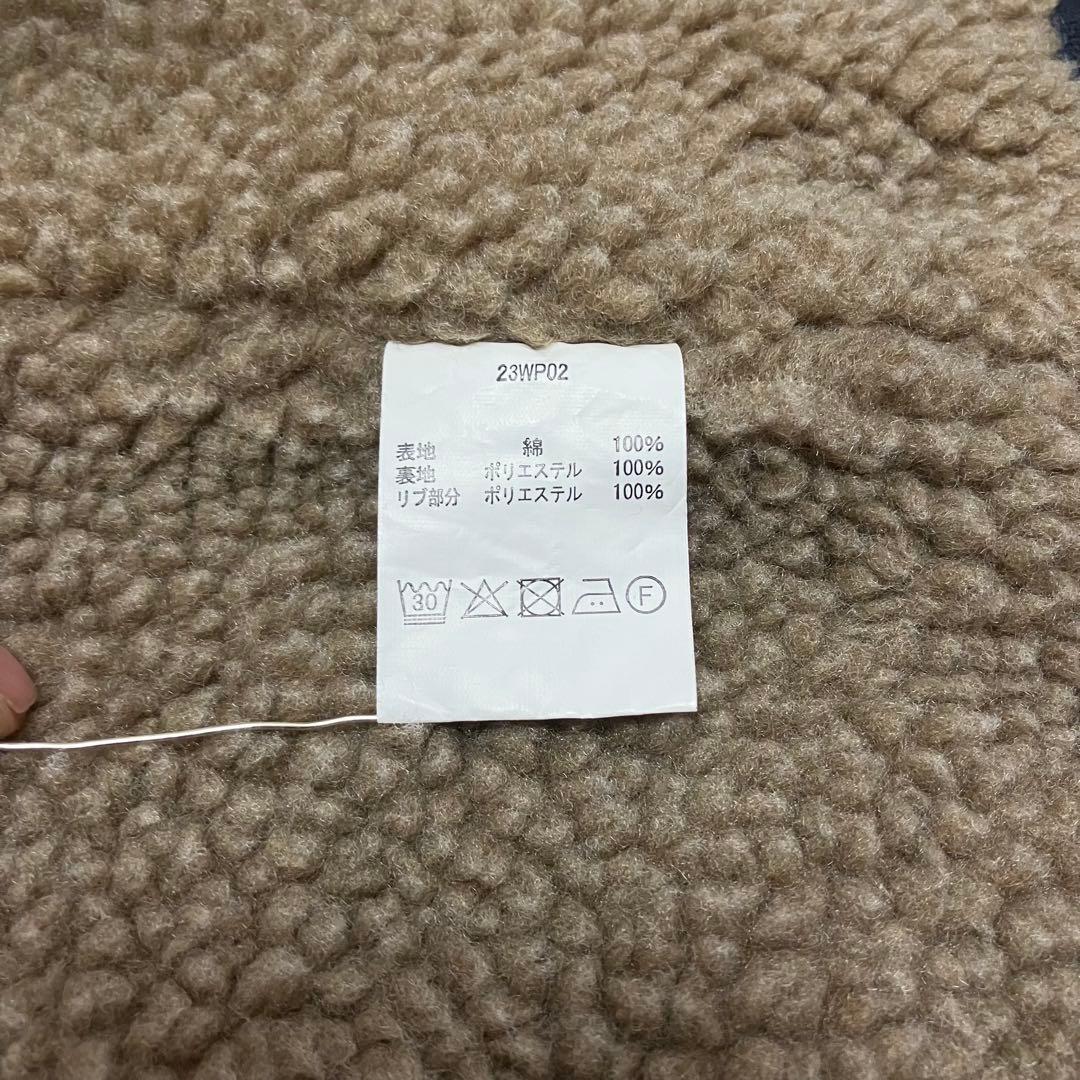 23WP02
表地 綿 100%
裏地 ポリエステル 100%
リブ部分 ポリエステル 100%
30 F